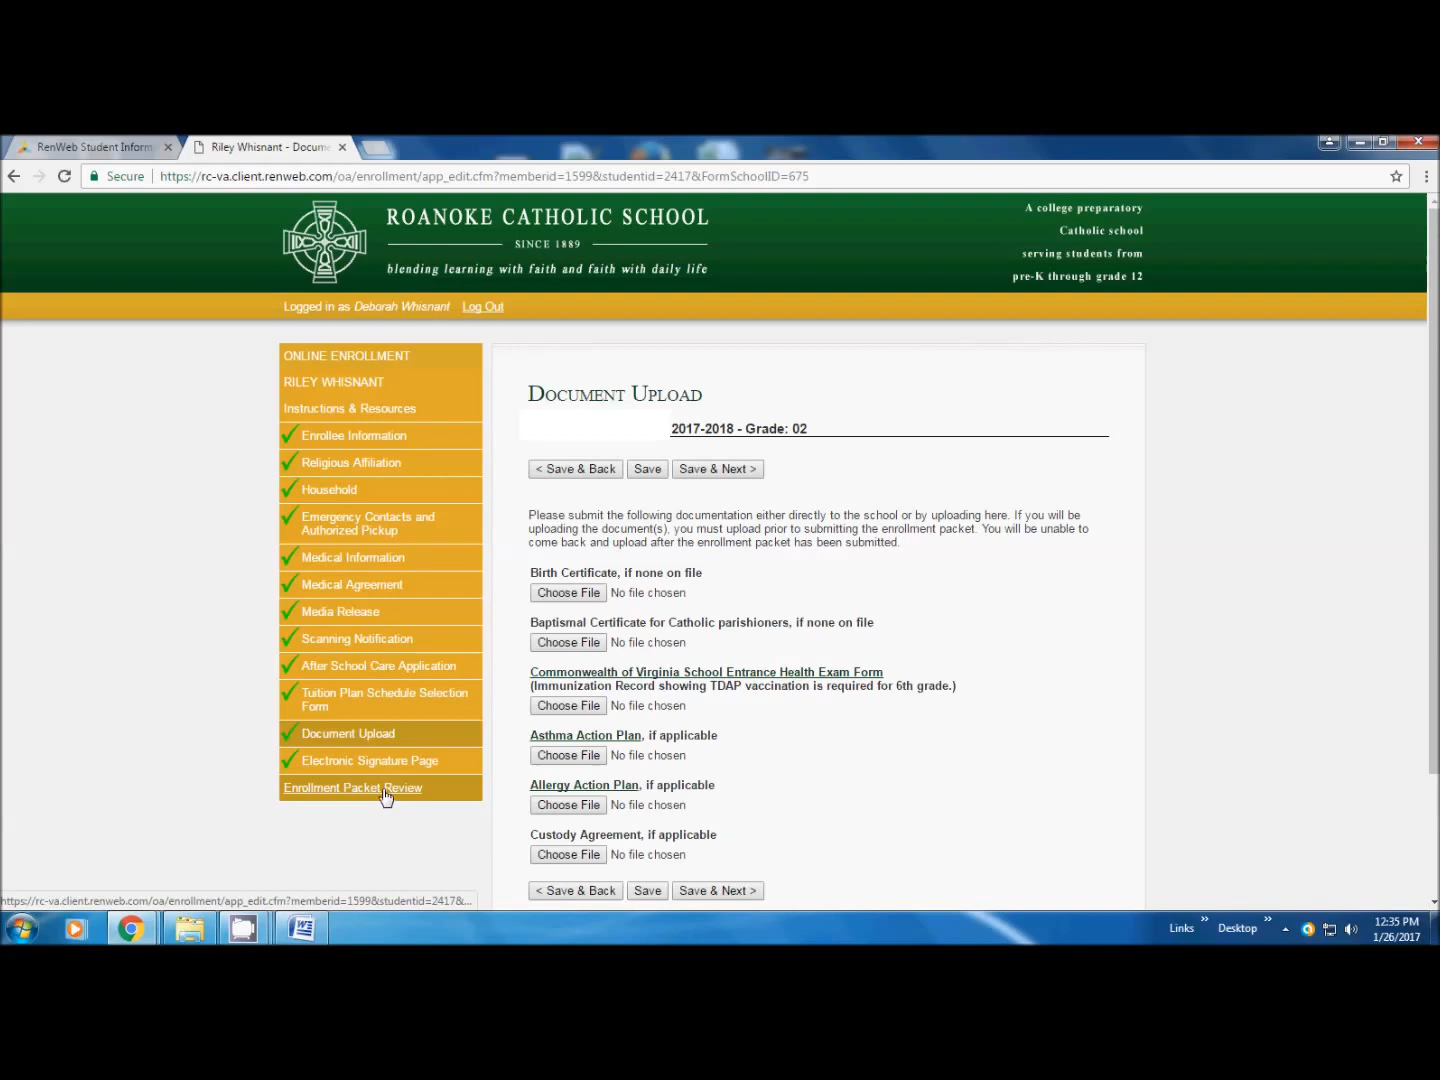 RenWeb Student Inform
Riley Whisnant - Docume
Secure
https://rc-va.client.renweb.com/oa/enrollment/app_edit.cfm?memberid=1599&studentid=2417&FormSchoolID=675
ROANOKE CATHOLIC SCHOOL
SINCE 1889
blending learning with faith and faith with daily life
A college preparatory
Catholic school
serving students from
pre-K through grade 12
Logged in as Deborah Whisnant Log Out
ONLINE ENROLLMENT
RILEY WHISNANT
Instructions & Resources
Enrollee Information
Religious Affiliation
Household
Emergency Contacts and
Authorized Pickup
Medical Information
Medical Agreement
Media Release
Scanning Notification
After School Care Application
Tuition Plan Schedule Selection
Form
Document Upload
Electronic Signature Page
Enrollment Packet Review
DOCUMENT UPLOAD
2017-2018 - Grade: 02
< Save & Back Save Save & Next >
Please submit the following documentation either directly to the school or by uploading here. If you will be
uploading the document(s), you must upload prior to submitting the enrollment packet. You will be unable to
come back and upload after the enrollment packet has been submitted.
Birth Certificate, if none on file
Choose File No file chosen
Baptismal Certificate for Catholic parishioners, if none on file
Choose File No file chosen
Commonwealth of Virginia School Entrance Health Exam Form
(Immunization Record showing TDAP vaccination is required for 6th grade.)
Choose File No file chosen
Asthma Action Plan, if applicable
Choose File No file chosen
Allergy Action Plan, if applicable
Choose File No file chosen
Custody Agreement, if applicable
Choose File No file chosen
< Save & Back Save Save & Next >
https://rc-va.client.renweb.com/oa/enrollment/app_edit.cfm?memberid=1599&studentid=2417&...
Links
Desktop
12:35 PM
1/26/2017